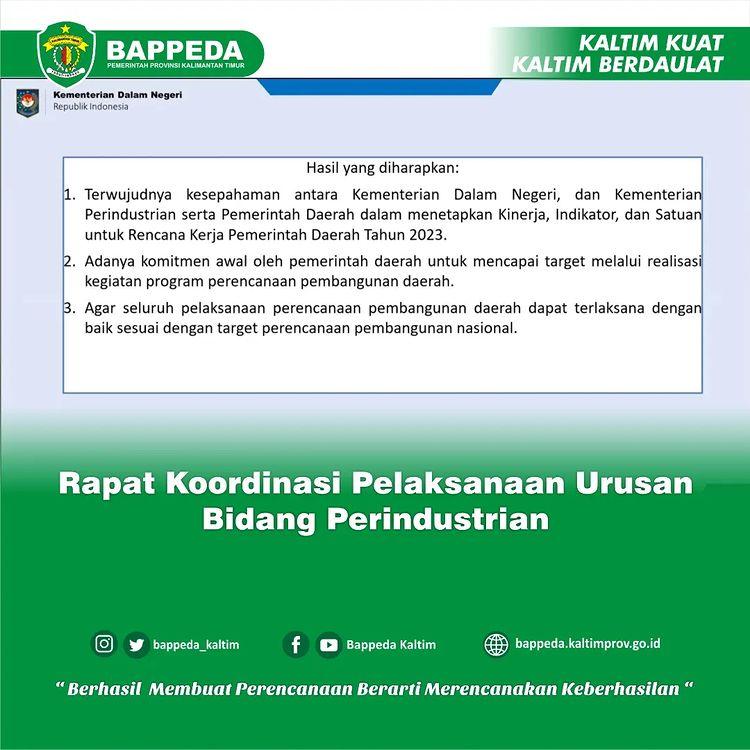 BAPPEDA
PEMERINTAH PROVINSI KALIMANTAN TIMUR
KALTIM KUAT
KALTIM BERDAULAT
Kementerian Dalam Negeri
Republik Indonesia
Hasil yang diharapkan:
1. Terwujudnya kesepahaman antara Kementerian Dalam Negeri, dan Kementerian
Perindustrian serta Pemerintah Daerah dalam menetapkan Kinerja, Indikator, dan Satuan
untuk Rencana Kerja Pemerintah Daerah Tahun 2023.
2. Adanya komitmen awal oleh pemerintah daerah untuk mencapai target melalui realisasi
kegiatan program perencanaan pembangunan daerah.
3. Agar seluruh pelaksanaan perencanaan pembangunan daerah dapat terlaksana dengan
baik sesuai dengan target perencanaan pembangunan nasional.
Rapat Koordinasi Pelaksanaan Urusan
Bidang Perindustrian
bappeda_kaltim
Bappeda Kaltim
bappeda.kaltimprov.go.id
“ Berhasil Membuat Perencanaan Berarti Merencanakan Keberhasilan “